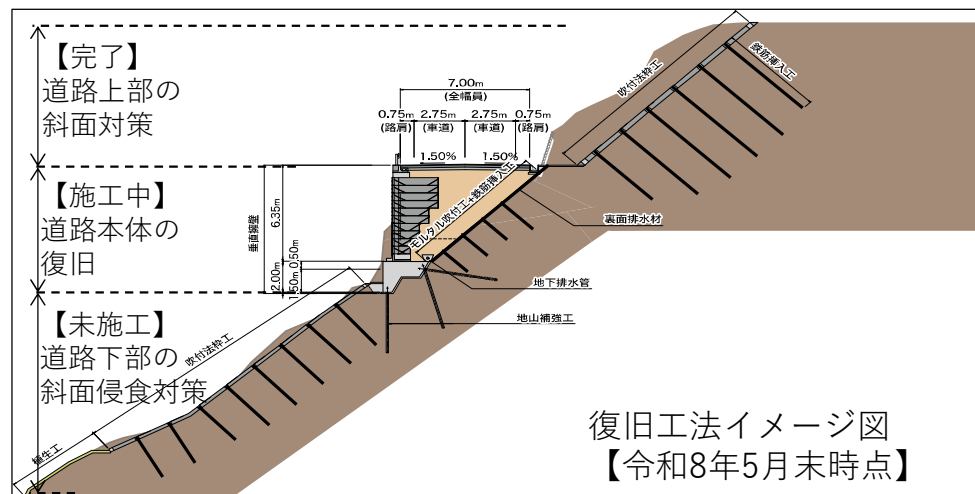 【完了】
道路上部の
斜面対策
【施工中】
道路本体の
復旧
【未施工】
道路下部の
斜面侵食対策
7.00m
(全幅員)
0.75m 2.75m 2.75m 0.75m
(路肩) (車道) (車道) (路肩)
1.50% 1.50%
吹付法枠工
鉄筋挿入工
モルタル吹付工+鉄筋挿入工
裏面排水材
垂直擁壁
6.35m
0.50m
2.00m
1.50m
地下排水管
地山補強工
吹付法枠工
植生工
復旧工法イメージ図
【令和8年5月末時点】